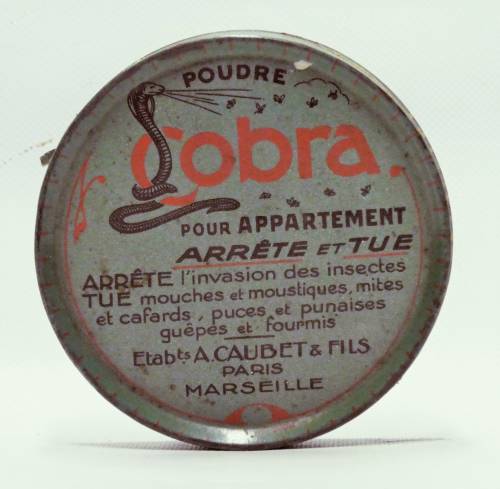 POUDRE
Cobra.
POUR APPARTEMENT
ARRÊTE ET TUE
ARRÊTE l'invasion des insectes
TUE mouches et moustiques, mites
et cafards, puces et punaises
guêpes et fourmis
Etabts A. CAUBET & FILS
PARIS
MARSEILLE